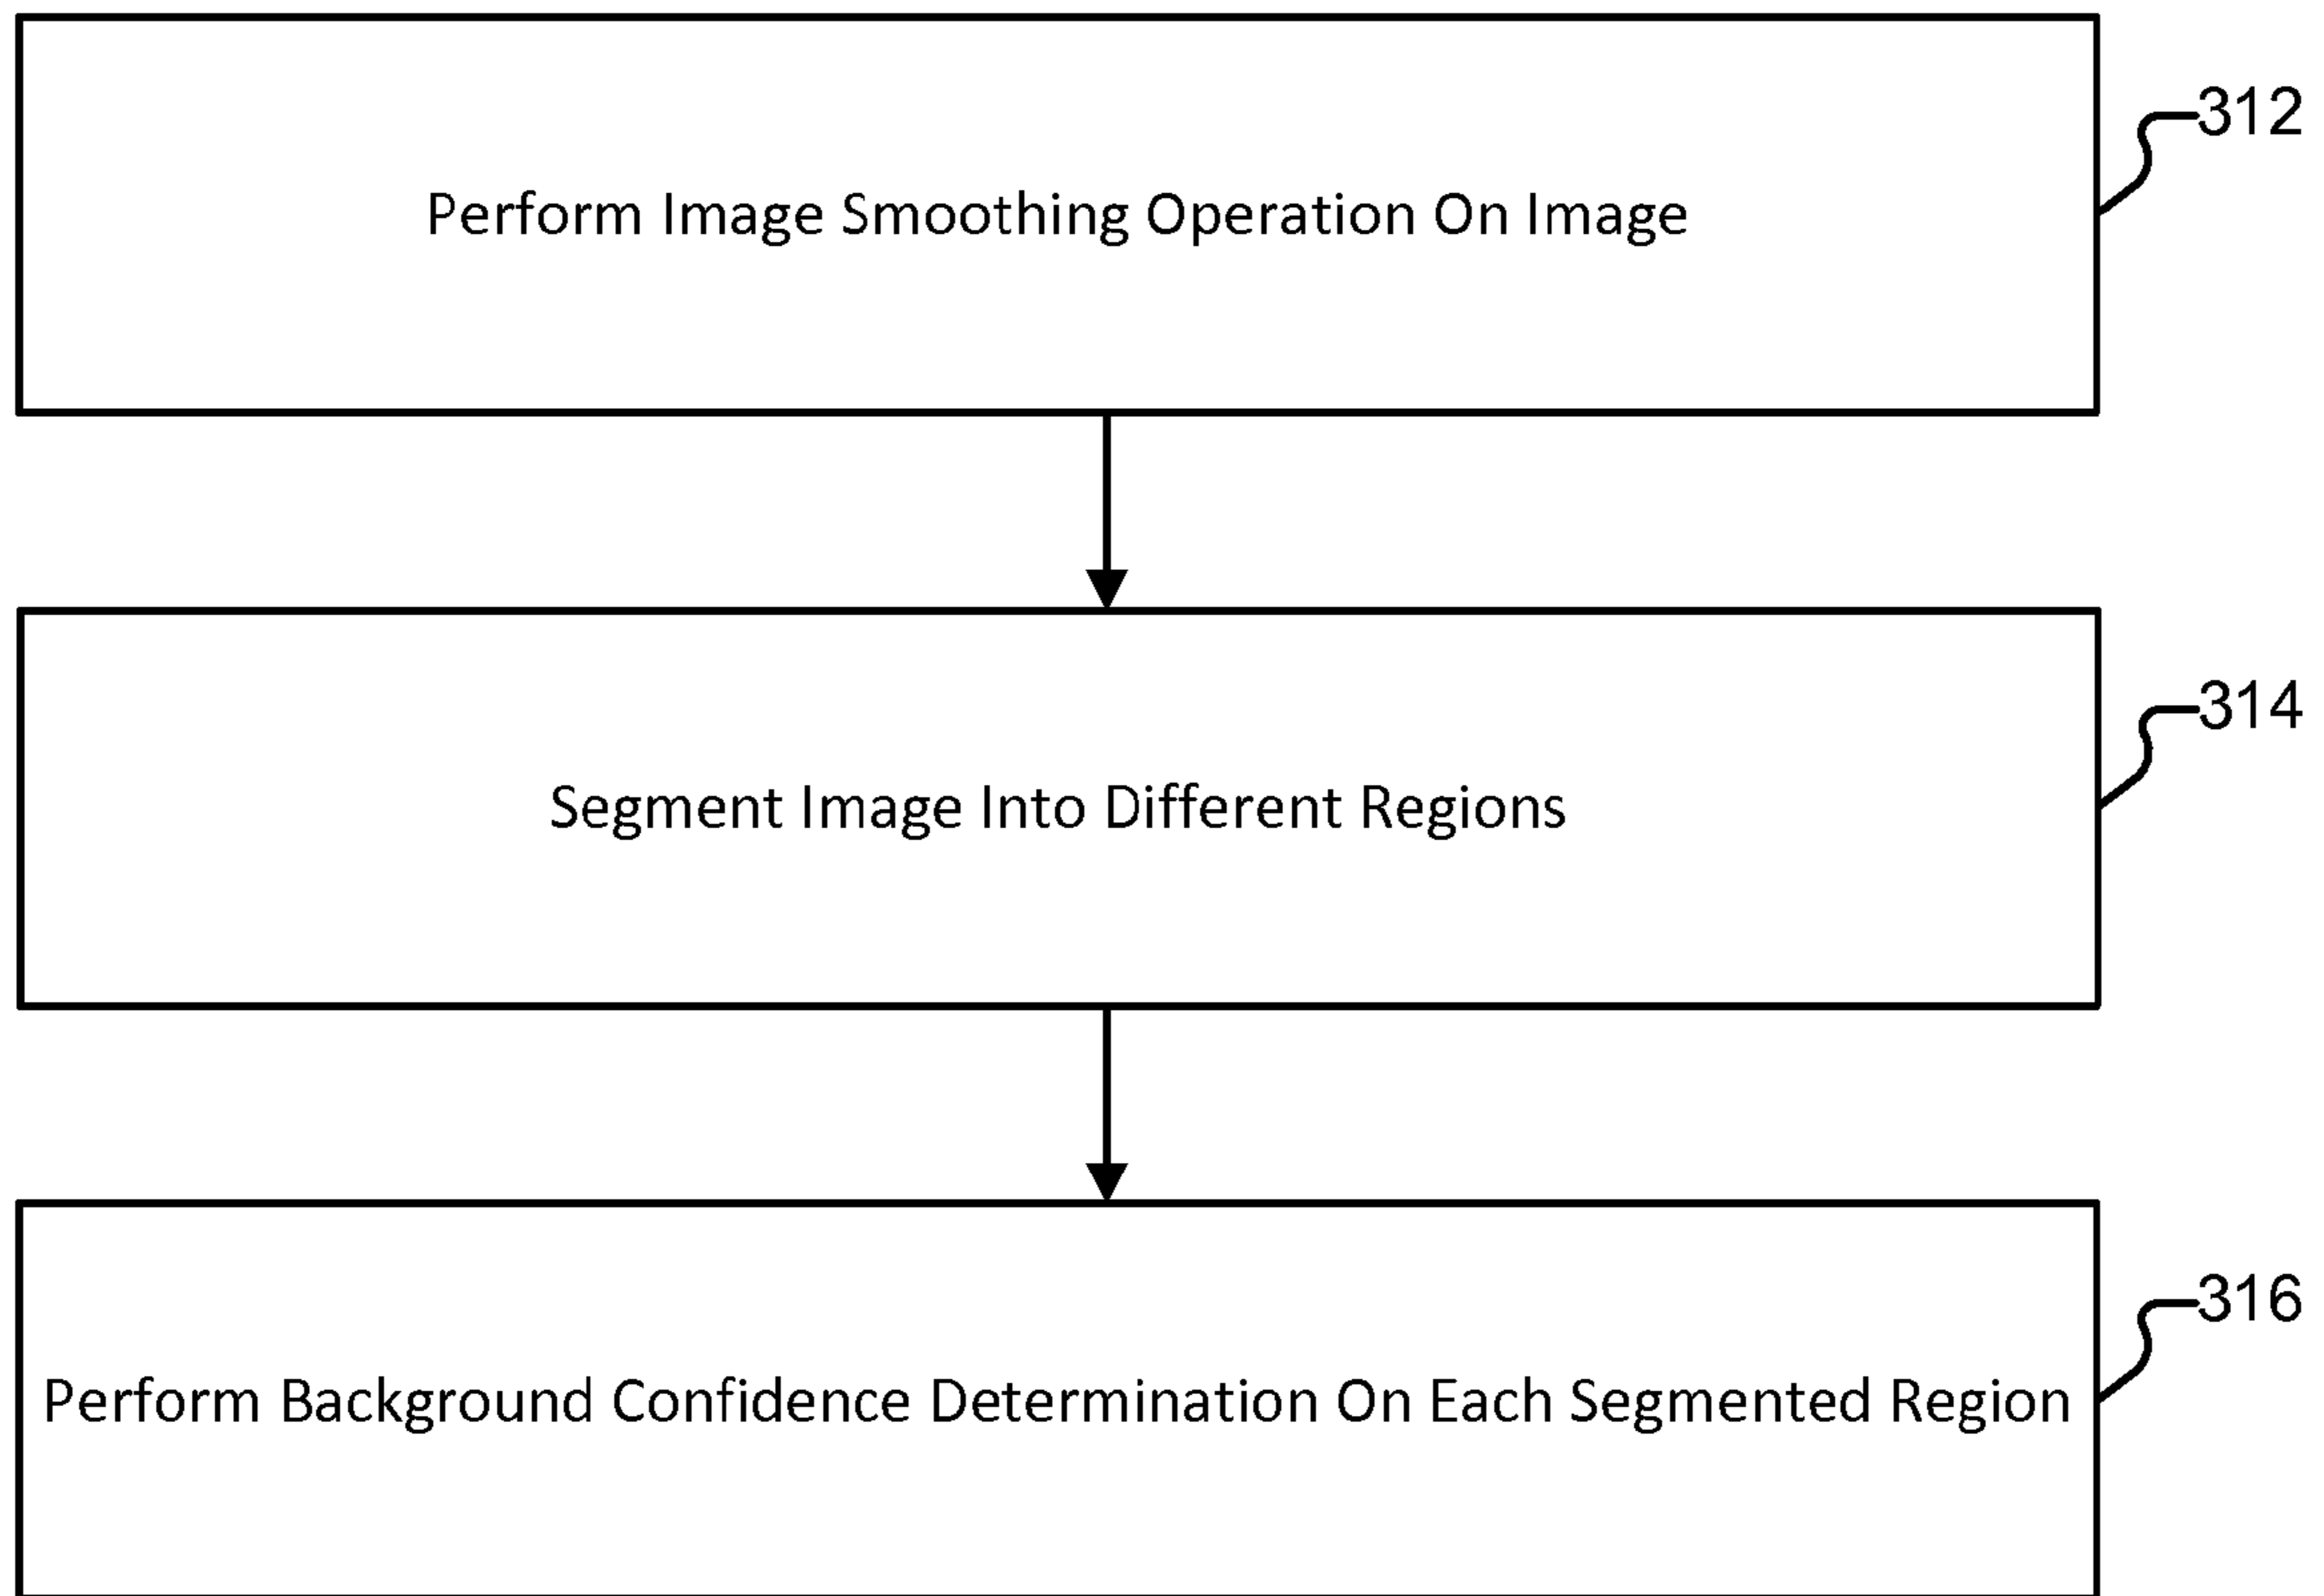 312
Perform Image Smoothing Operation On Image
314
Segment Image Into Different Regions
316
Perform Background Confidence Determination On Each Segmented Region